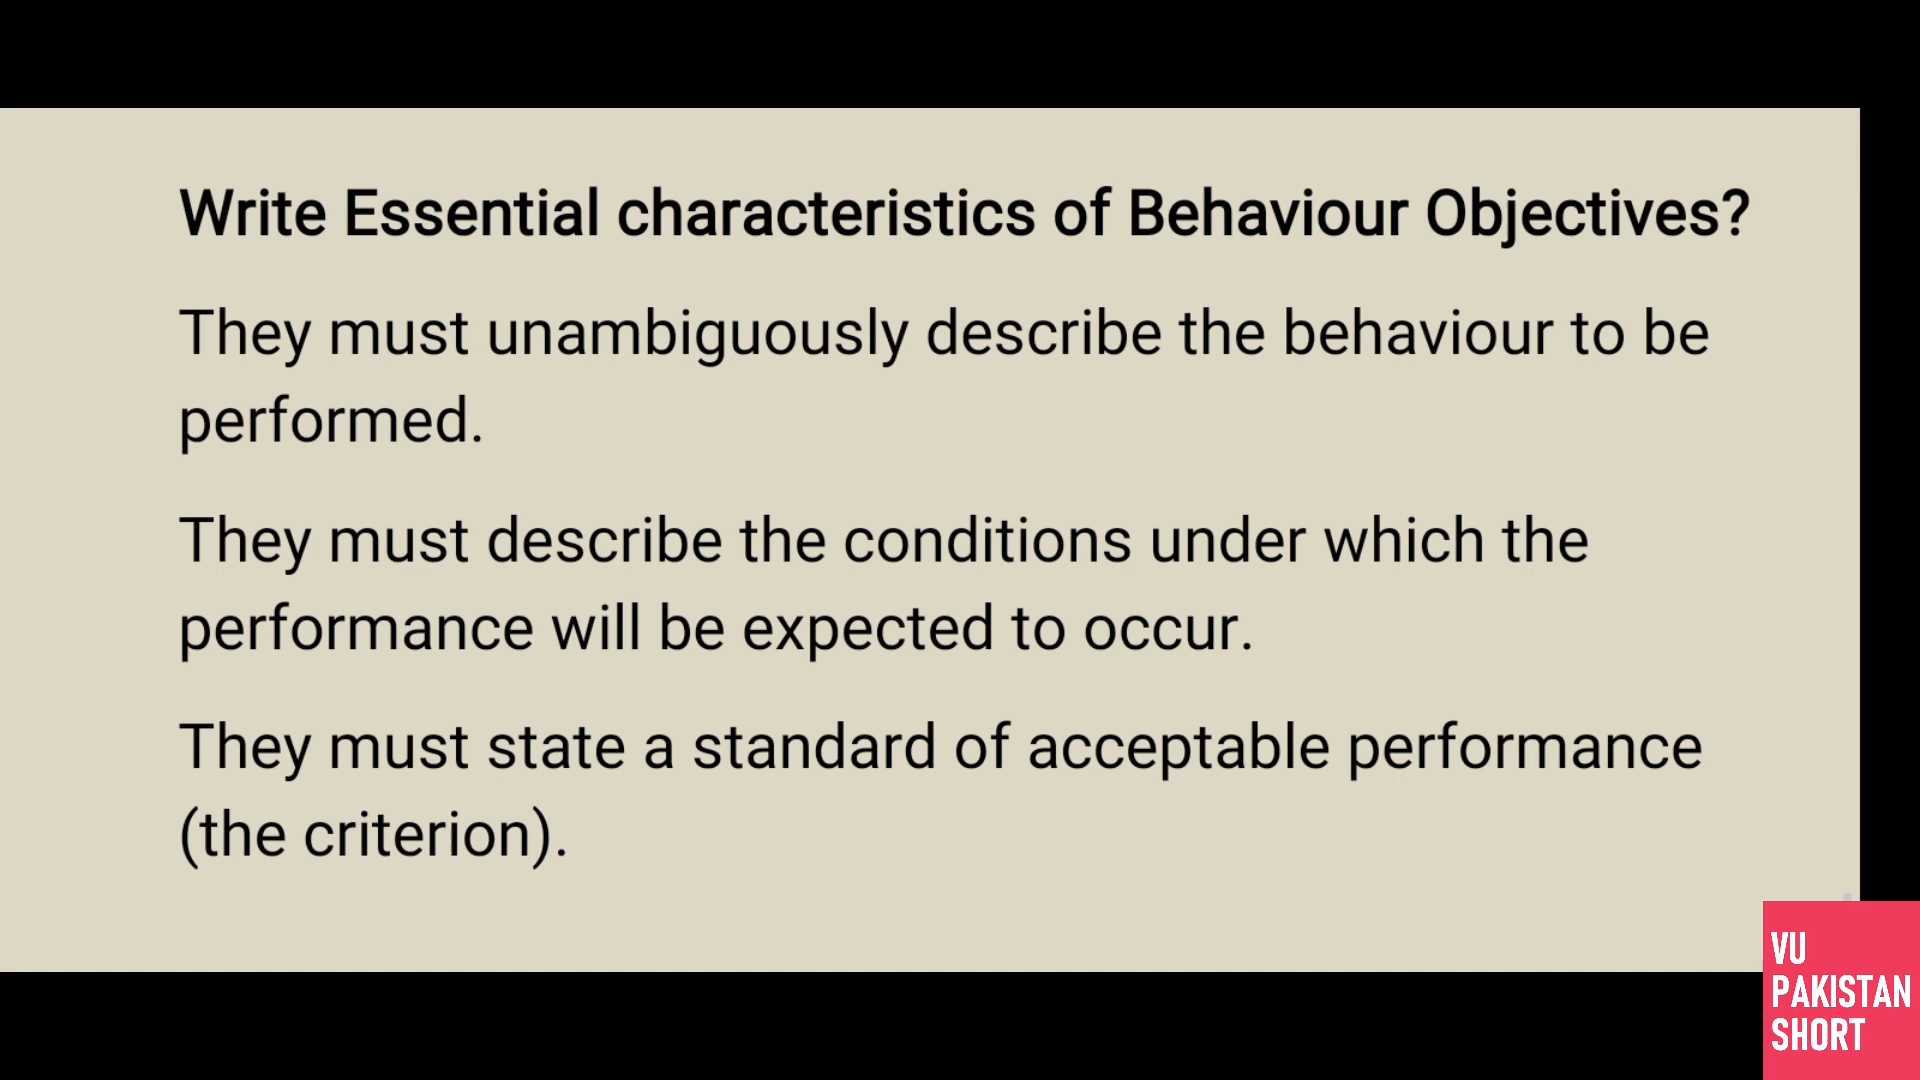 Write Essential characteristics of Behaviour Objectives?
They must unambiguously describe the behaviour to be
performed.
They must describe the conditions under which the
performance will be expected to occur.
They must state a standard of acceptable performance
(the criterion).
VU
PAKISTAN
SHORT